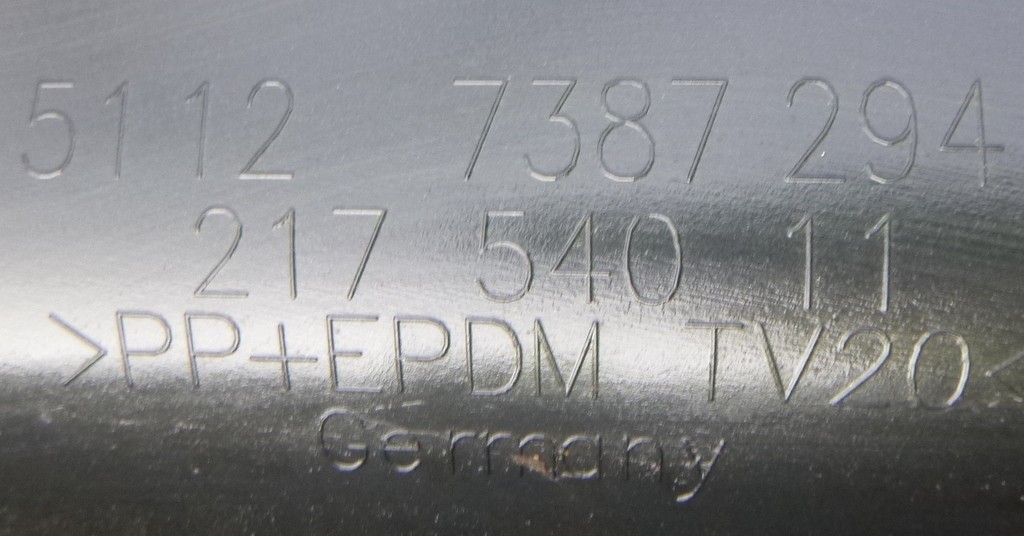 5112 7387 294
217 540 11
>PP+EPDM TV20<
Germany